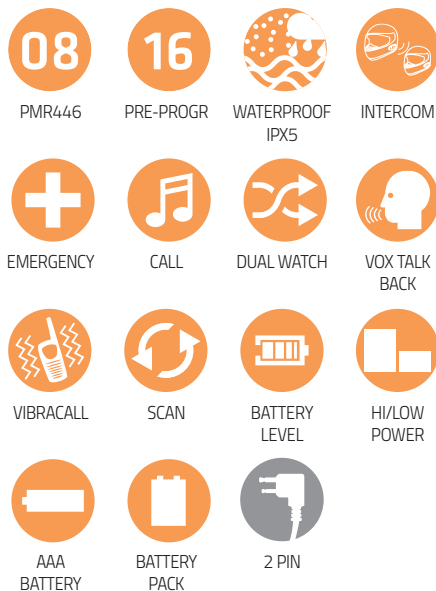 08
16
PMR446
PRE-PROGR
WATERPROOF
IPX5
INTERCOM
EMERGENCY
CALL
DUAL WATCH
VOX TALK
BACK
VIBRACALL
SCAN
BATTERY
LEVEL
HI/LOW
POWER
AAA
BATTERY
BATTERY
PACK
2 PIN